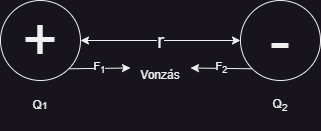 + r -
F₁ Vonzás F₂
Q₁ Q₂